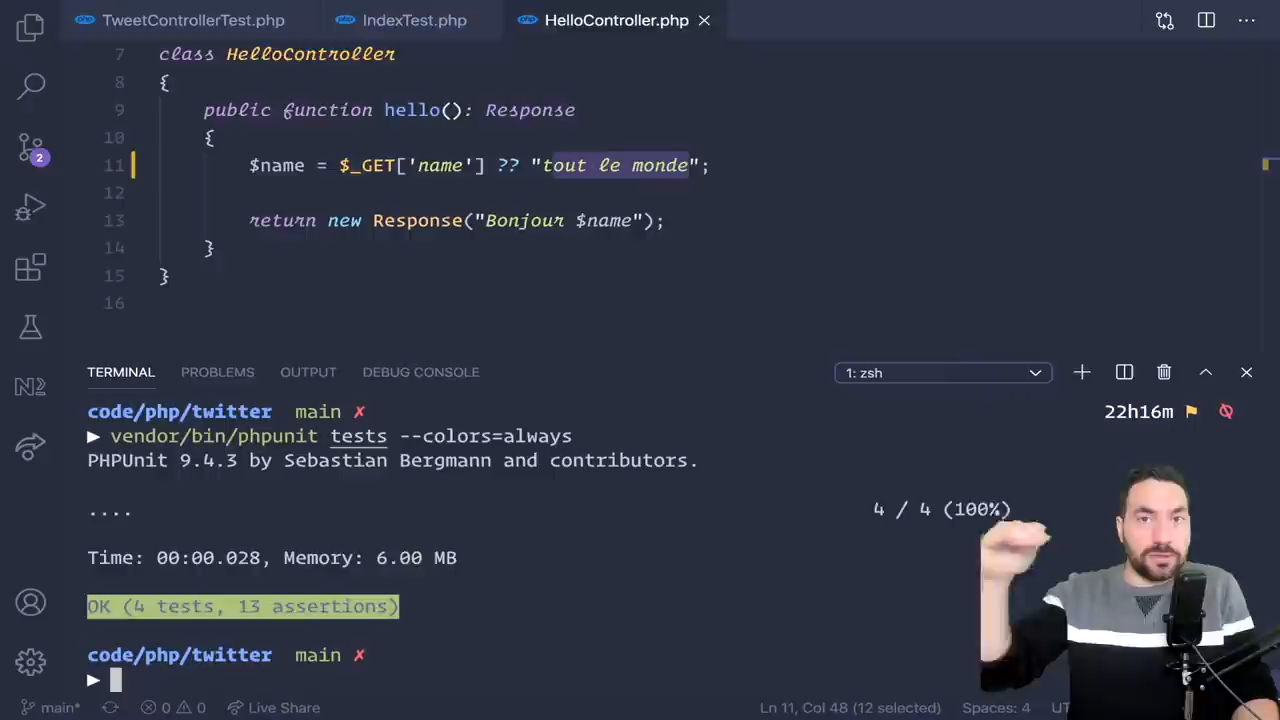 TweetControllerTest.php
IndexTest.php
HelloController.php
7 class HelloController
8 {
9 public function hello(): Response
10 {
11 $name = $_GET['name'] ?? "tout le monde";
12
13 return new Response("Bonjour $name");
14 }
15 }
16
2
TERMINAL PROBLEMS OUTPUT DEBUG CONSOLE 1: zsh
code/php/twitter main ✗ 22h16m
▶ vendor/bin/phpunit tests --colors=always
PHPUnit 9.4.3 by Sebastian Bergmann and contributors.
.... 4 / 4 (100%)
Time: 00:00.028, Memory: 6.00 MB
OK (4 tests, 13 assertions)
code/php/twitter main ✗
▶
main* 0 0 Live Share Ln 11, Col 48 (12 selected) Spaces: 4